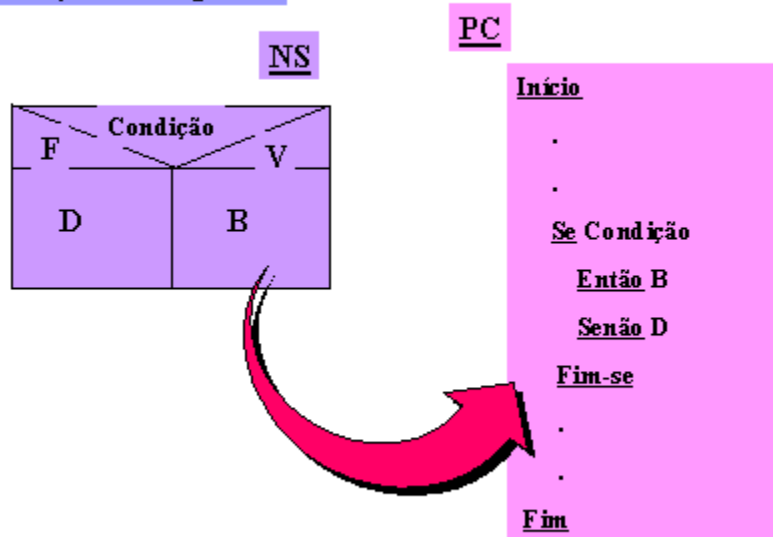 NS
Condição
F V
D B
PC
Início
.
.
Se Condição
Então B
Senão D
Fim-se
.
.
Fim